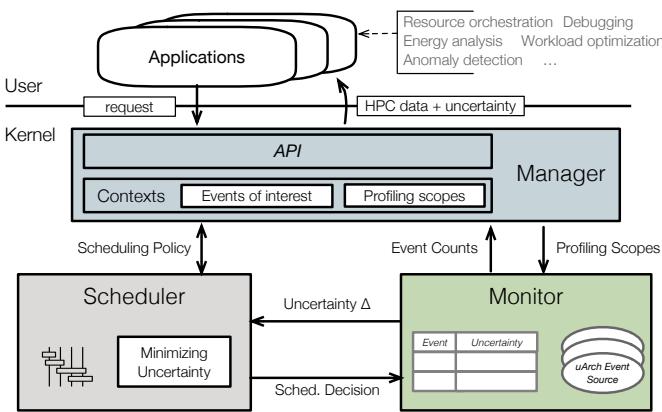 Resource orchestration Debugging
Energy analysis Workload optimization
Anomaly detection ...
Applications
User
request
HPC data + uncertainty
Kernel
API
Manager
Contexts
Events of interest
Profiling scopes
Scheduling Policy
Event Counts
Profiling Scopes
Scheduler
Monitor
Uncertainty Δ
Minimizing
Uncertainty
Event
Uncertainty
uArch Event
Source
Sched. Decision